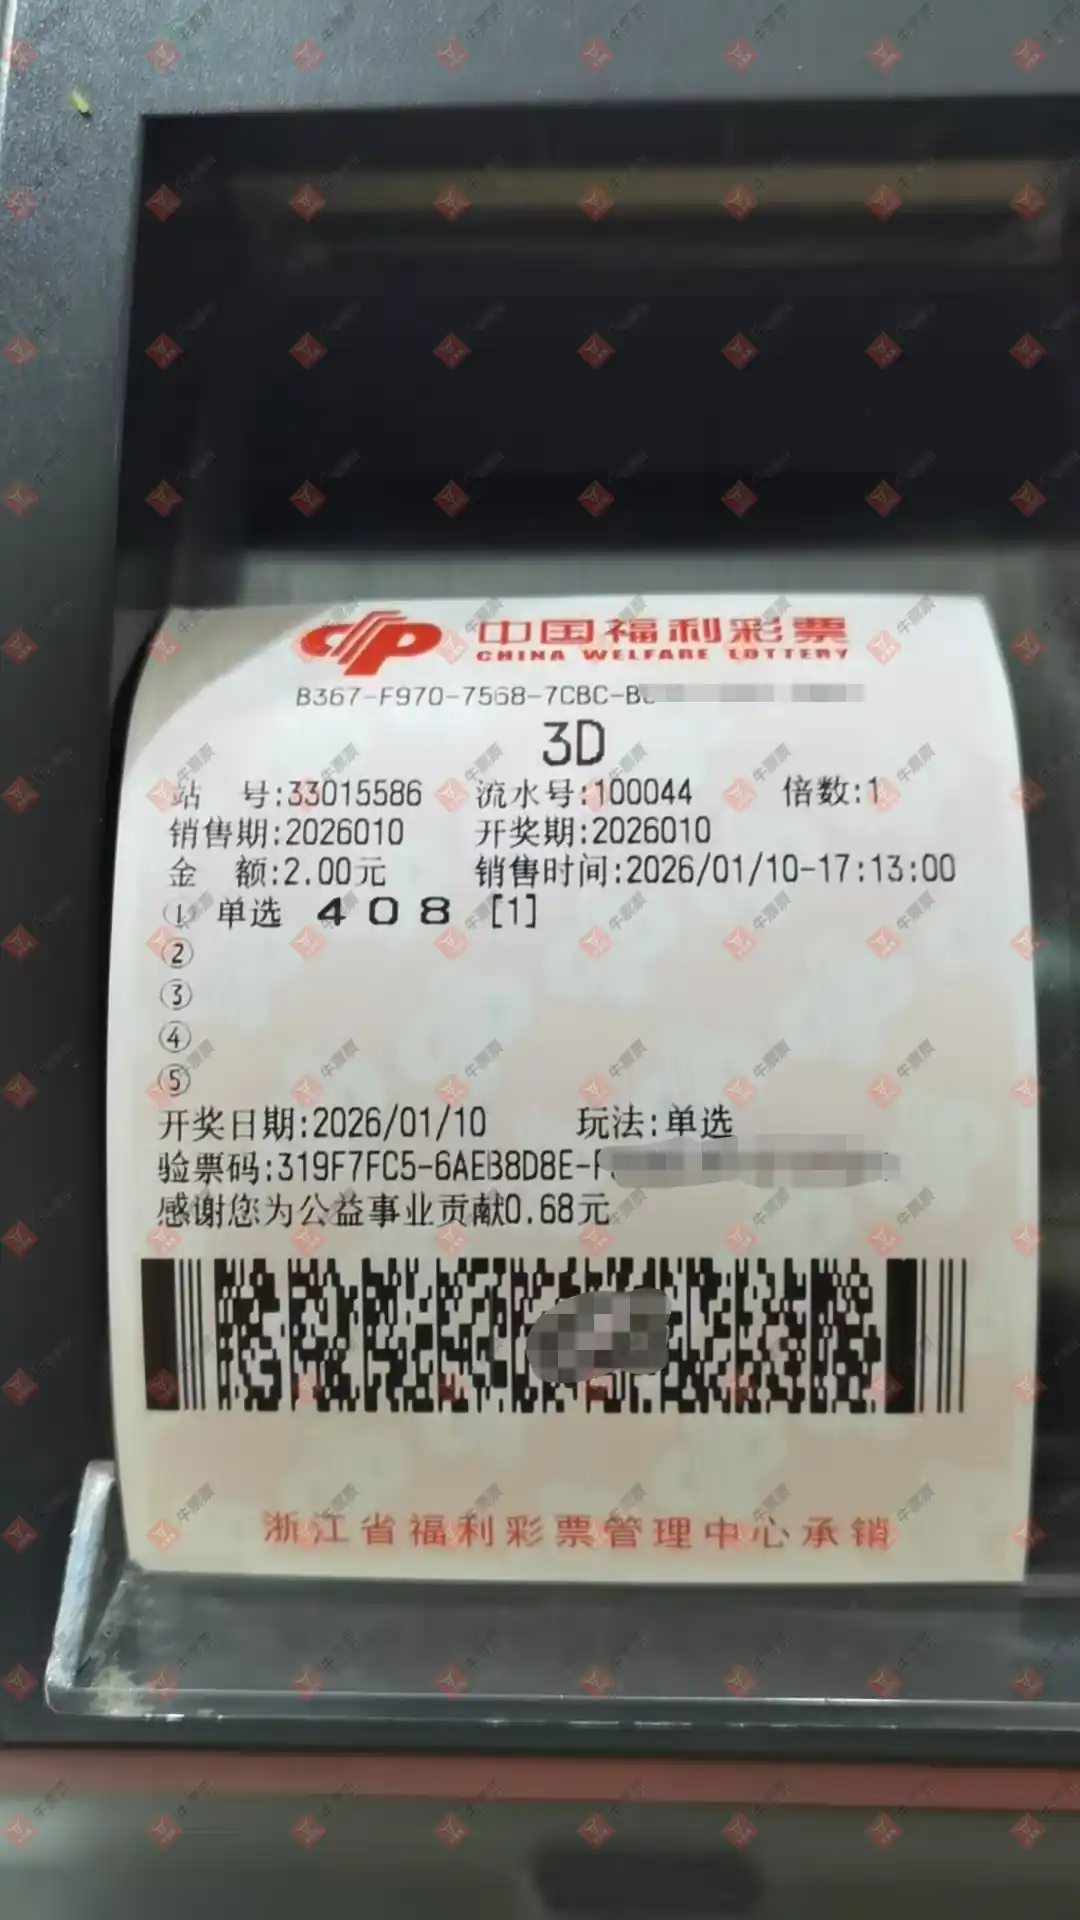 中国福利彩票
CHINA WELFARE LOTTERY
B367-F970-7568-7CBC-B
3D
站 号:33015586 流水号:100044 倍数:1
销售期:2026010 开奖期:2026010
金 额:2.00元 销售时间:2026/01/10-17:13:00
① 单选 4 0 8 [1]
②
③
④
⑤
开奖日期:2026/01/10 玩法:单选
验票码:319F7FC5-6AEB8D8E-F
感谢您为公益事业贡献0.68元
浙江省福利彩票管理中心承销